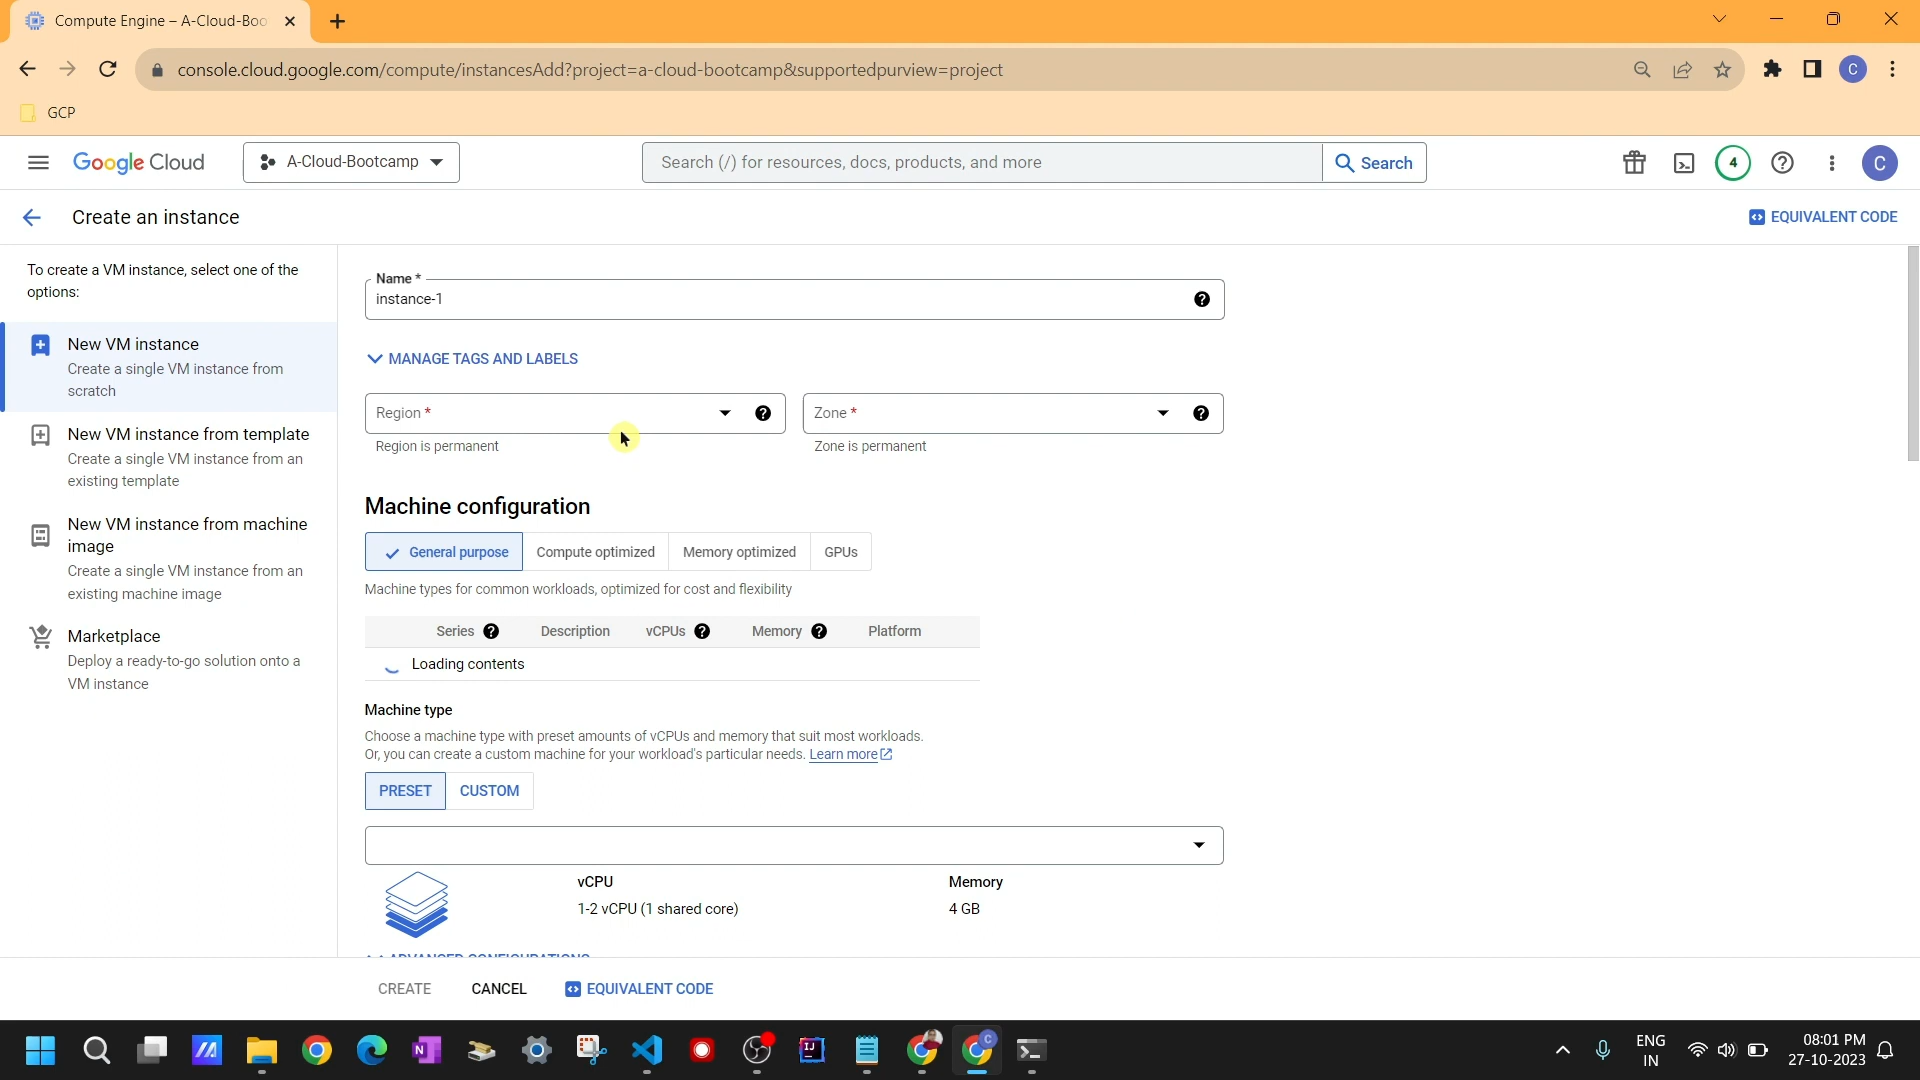 Compute Engine – A-Cloud-Boo
console.cloud.google.com/compute/instancesAdd?project=a-cloud-bootcamp&supportedpurview=project
C
GCP
Google Cloud
A-Cloud-Bootcamp
Search (/) for resources, docs, products, and more
Search
4
C
Create an instance
EQUIVALENT CODE
To create a VM instance, select one of the
options:
New VM instance
Create a single VM instance from
scratch
New VM instance from template
Create a single VM instance from an
existing template
New VM instance from machine
image
Create a single VM instance from an
existing machine image
Marketplace
Deploy a ready-to-go solution onto a
VM instance
Name *
instance-1
MANAGE TAGS AND LABELS
Region *
Zone *
Region is permanent
Zone is permanent
Machine configuration
General purpose
Compute optimized
Memory optimized
GPUs
Machine types for common workloads, optimized for cost and flexibility
Series
Description
vCPUs
Memory
Platform
Loading contents
Machine type
Choose a machine type with preset amounts of vCPUs and memory that suit most workloads.
Or, you can create a custom machine for your workload's particular needs. Learn more
PRESET
CUSTOM
vCPU
Memory
1-2 vCPU (1 shared core)
4 GB
ADVANCED CONFIGURATIONS
CREATE
CANCEL
EQUIVALENT CODE
ENG
IN
08:01 PM
27-10-2023